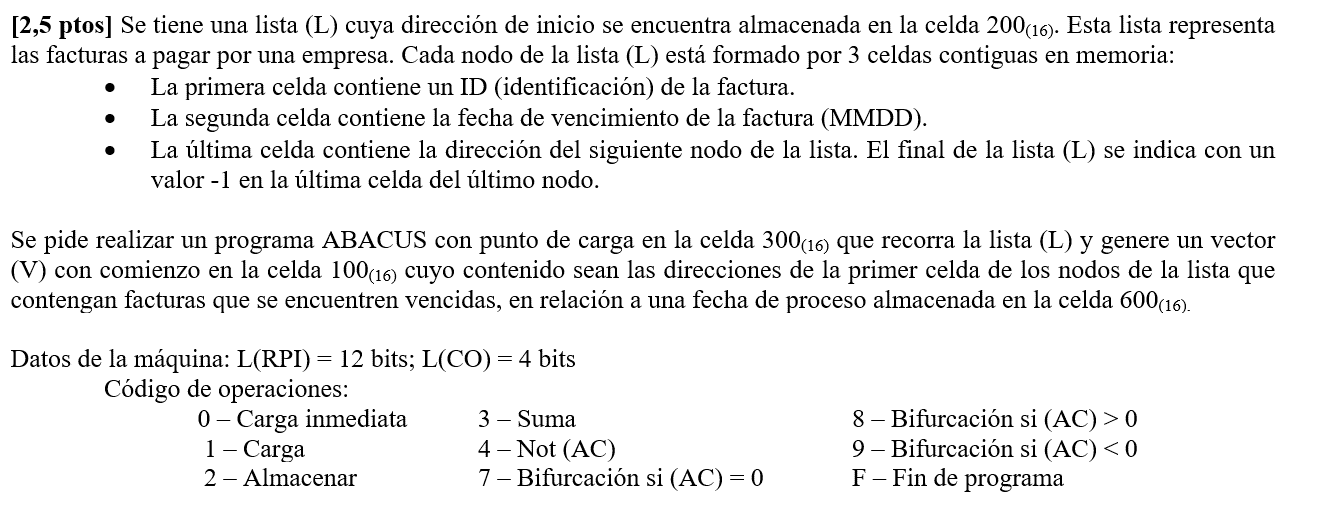 [2,5 ptos] Se tiene una lista (L) cuya dirección de inicio se encuentra almacenada en la celda 200(16). Esta lista representa
las facturas a pagar por una empresa. Cada nodo de la lista (L) está formado por 3 celdas contiguas en memoria:
• La primera celda contiene un ID (identificación) de la factura.
• La segunda celda contiene la fecha de vencimiento de la factura (MMDD).
• La última celda contiene la dirección del siguiente nodo de la lista. El final de la lista (L) se indica con un
valor -1 en la última celda del último nodo.
Se pide realizar un programa ABACUS con punto de carga en la celda 300(16) que recorra la lista (L) y genere un vector
(V) con comienzo en la celda 100(16) cuyo contenido sean las direcciones de la primer celda de los nodos de la lista que
contengan facturas que se encuentren vencidas, en relación a una fecha de proceso almacenada en la celda 600(16).
Datos de la máquina: L(RPI) = 12 bits; L(CO) = 4 bits
Código de operaciones:
0 – Carga inmediata 3 – Suma 8 – Bifurcación si (AC) > 0
1 – Carga 4 – Not (AC) 9 – Bifurcación si (AC) < 0
2 – Almacenar 7 – Bifurcación si (AC) = 0 F – Fin de programa